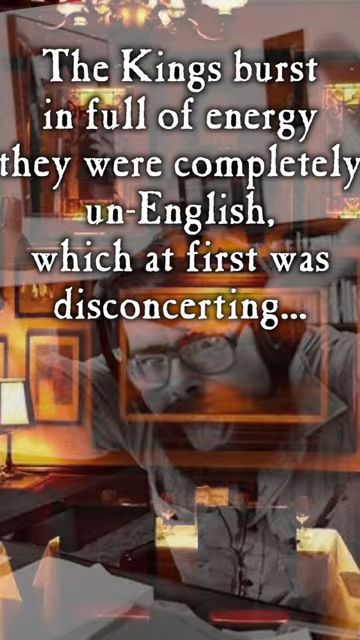 The Kings burst
in full of energy
they were completely
un-English,
which at first was
disconcerting...